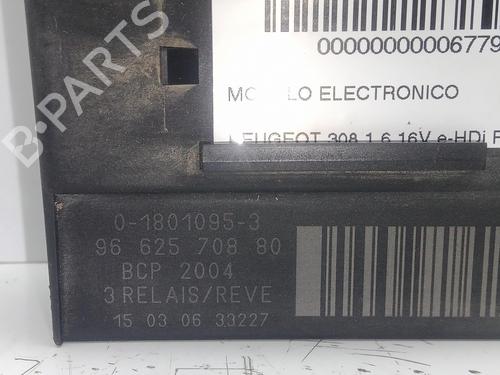 B-PARTS
000000000006779
ELECTRONICO
PEUGEOT 308 1.6 16V e-HDi F
0-1801095-3
96 625 708 80
BCP 2004
3 RELAIS/REVE
15 03 06 33227